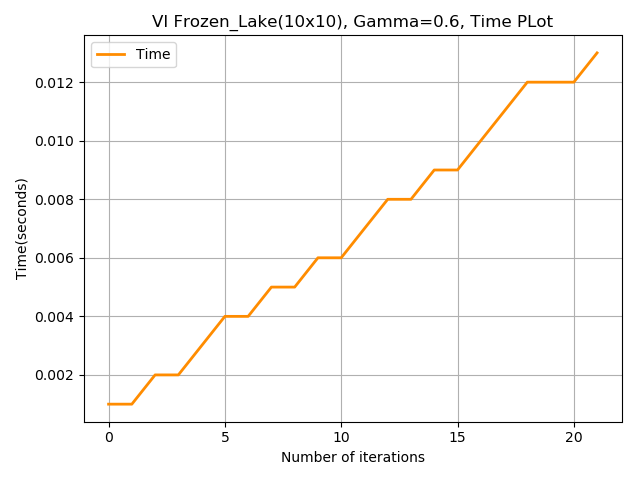 VI Frozen_Lake(10x10), Gamma=0.6, Time PLot
Time
0.012
0.010
0.008
0.006
0.004
0.002
Time(seconds)
0
5
10
15
20
Number of iterations